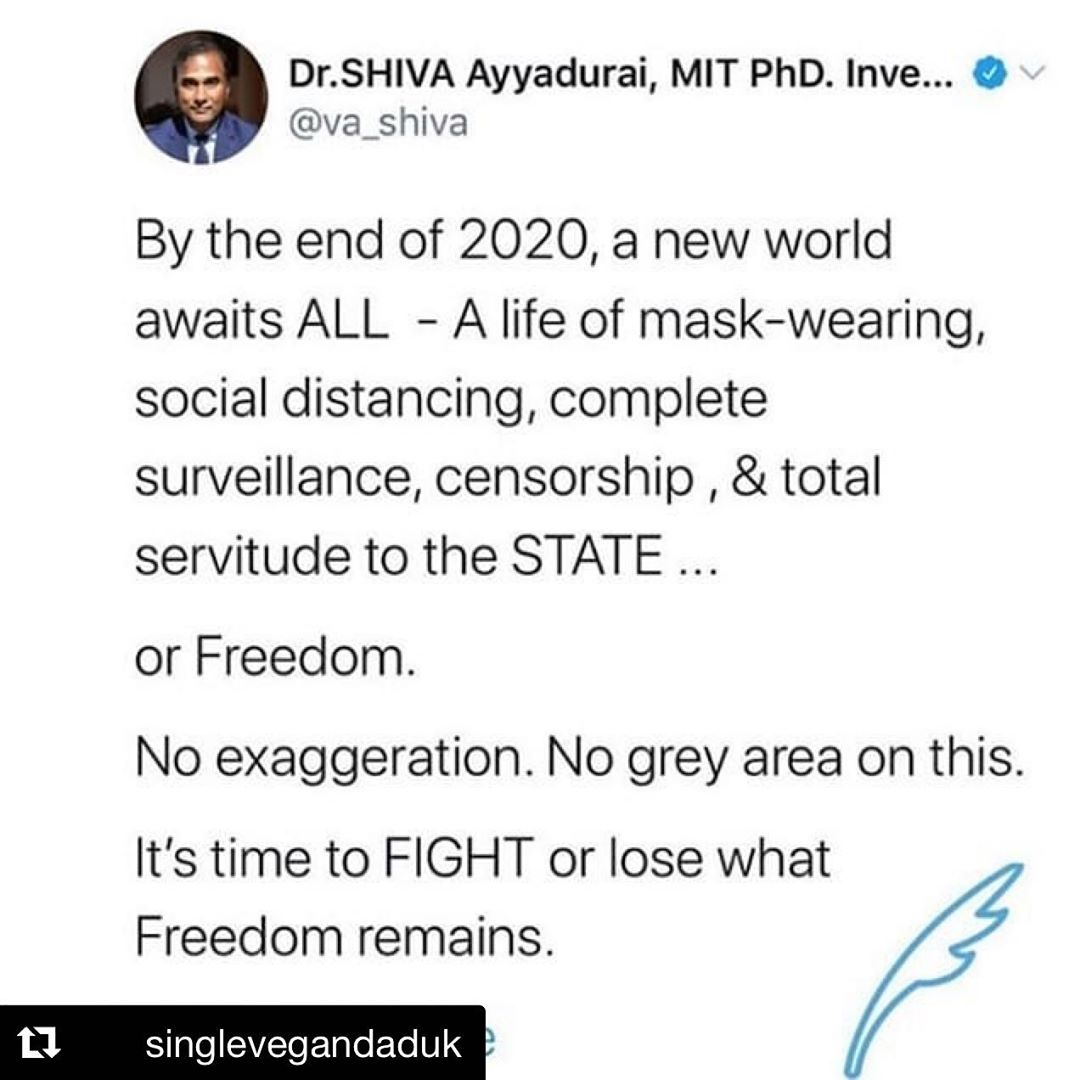 Dr.SHIVA Ayyadurai, MIT PhD. Inve...
@va_shiva
By the end of 2020, a new world
awaits ALL  - A life of mask-wearing,
social distancing, complete
surveillance, censorship , & total
servitude to the STATE ...
or Freedom.
No exaggeration. No grey area on this.
It's time to FIGHT or lose what
Freedom remains.
singlevegandaduk